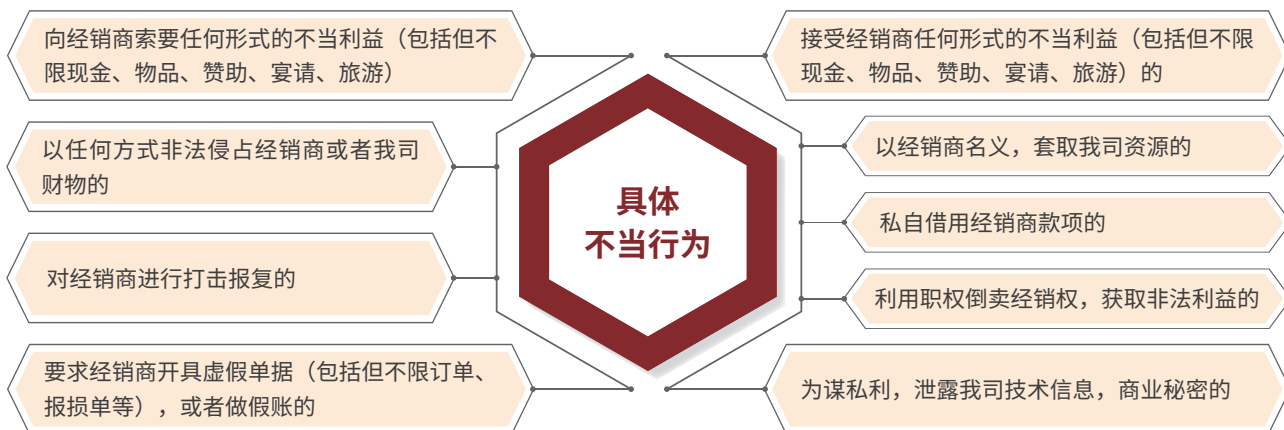 向经销商索要任何形式的不当利益（包括但不
限现金、物品、赞助、宴请、旅游）
以任何方式非法侵占经销商或者我司
财物的
对经销商进行打击报复的
要求经销商开具虚假单据（包括但不限订单、
报损单等），或者做假账的
具体
不当行为
接受经销商任何形式的不当利益（包括但不限
现金、物品、赞助、宴请、旅游）的
以经销商名义，套取我司资源的
私自借用经销商款项的
利用职权倒卖经销权，获取非法利益的
为谋私利，泄露我司技术信息，商业秘密的